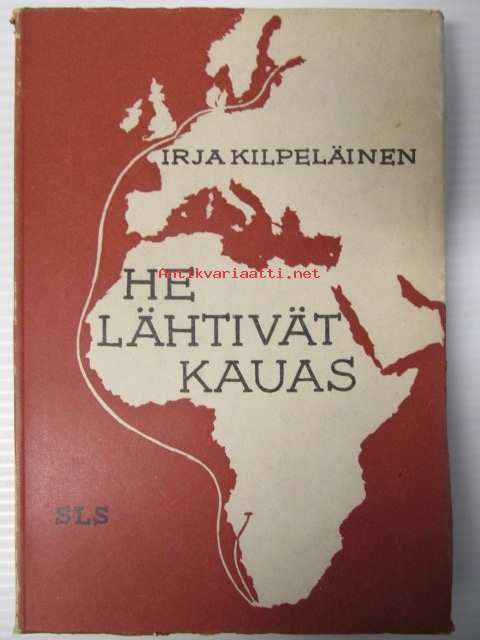 IRJA KILPELÄINEN
HE
Antikvariaatti.net
LÄHTIVÄT
KAUAS
SLS